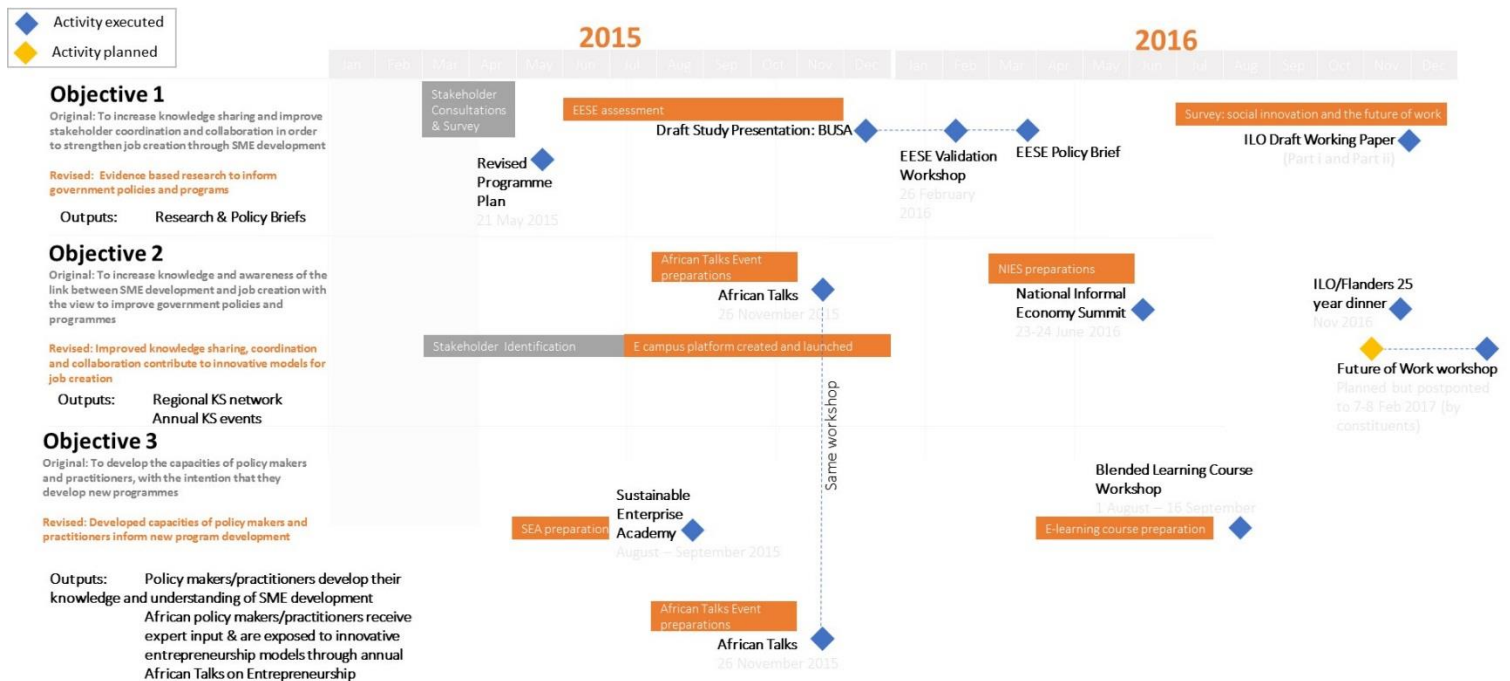 Activity executed
Activity planned
2015
2016
Jan Feb Mar Apr May Jun Jul Aug Sep Oct Nov Dec Jan Feb Mar Apr May Jun Jul Aug Sep Oct Nov Dec
Objective 1
Original: To increase knowledge sharing and improve
stakeholder coordination and collaboration in order
to strengthen job creation through SME development
Revised: Evidence based research to inform
government policies and programs
Outputs: Research & Policy Briefs
Stakeholder
Consultations
& Survey
EESE assessment
Draft Study Presentation: BUSA
Revised
Programme
Plan
21 May 2015
EESE Validation
Workshop
26 February
2016
EESE Policy Brief
Survey: social innovation and the future of work
ILO Draft Working Paper
(Part i and Part ii)
Objective 2
Original: To increase knowledge and awareness of the
link between SME development and job creation with
the view to improve government policies and
programmes
Revised: Improved knowledge sharing, coordination
and collaboration contribute to innovative models for
job creation
Outputs: Regional KS network
Annual KS events
African Talks Event
preparations
African Talks
26 November 2015
Stakeholder Identification
E campus platform created and launched
NIES preparations
National Informal
Economy Summit
23-24 June 2016
ILO/Flanders 25
year dinner
Nov 2016
Future of Work workshop
Planned but postponted
to 7-8 Feb 2017 (by
constituents)
Same workshop
Objective 3
Original: To develop the capacities of policy makers
and practitioners, with the intention that they
develop new programmes
Revised: Developed capacities of policy makers and
practitioners inform new program development
Outputs: Policy makers/practitioners develop their
knowledge and understanding of SME development
African policy makers/practitioners receive
expert input & are exposed to innovative
entrepreneurship models through annual
African Talks on Entrepreneurship
SEA preparation
Sustainable
Enterprise
Academy
August – September 2015
African Talks Event
preparations
African Talks
26 November 2015
Blended Learning Course
Workshop
1 August – 16 September
E-learning course preparation